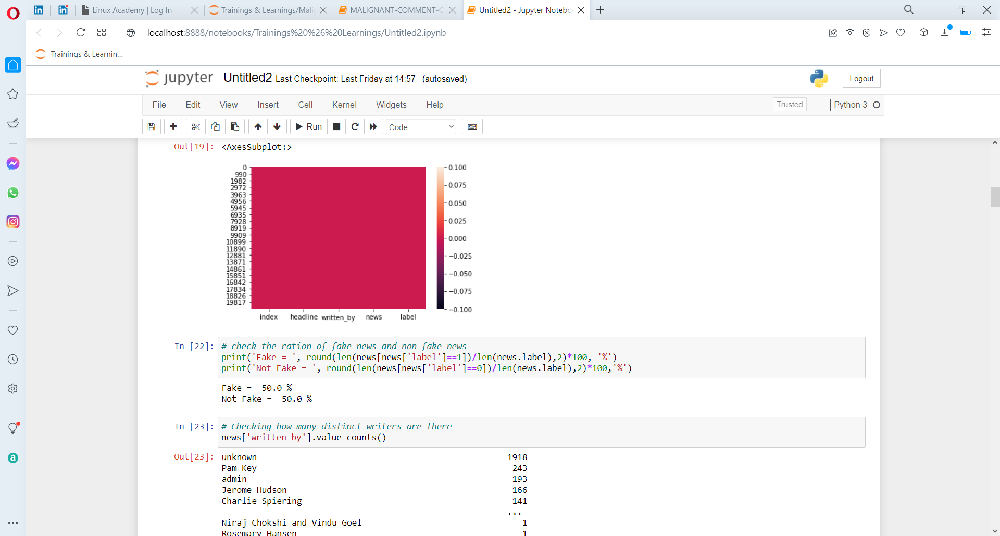 Linux Academy | Log In
Trainings & Learnings/Mali
MALIGNANT-COMMENT-C
Untitled2 - Jupyter Notebo
localhost:8888/notebooks/Trainings%20%26%20Learnings/Untitled2.ipynb
Trainings & Learnin...
jupyter Untitled2 Last Checkpoint: Last Friday at 14:57 (autosaved)
Logout
File Edit View Insert Cell Kernel Widgets Help
Trusted
Python 3
Run
Code
Out[19]: <AxesSubplot:>
0
990
1982
2972
3963
4956
5945
6935
7928
8919
9909
10899
11890
12881
13871
14861
15851
16842
17834
18826
19817
index headline written_by news label
0.100
0.075
0.050
0.025
0.000
−0.025
−0.050
−0.075
−0.100
In [22]: # check the ration of fake news and non-fake news
print('Fake = ', round(len(news[news['label']==1])/len(news.label),2)*100, '%')
print('Not Fake = ', round(len(news[news['label']==0])/len(news.label),2)*100,'%')
Fake =  50.0 %
Not Fake =  50.0 %
In [23]: # Checking how many distinct writers are there
news['written_by'].value_counts()
Out[23]: unknown 1918
Pam Key 243
admin 193
Jerome Hudson 166
Charlie Spiering 141
...
Niraj Chokshi and Vindu Goel 1
Rosemary Hansen 1